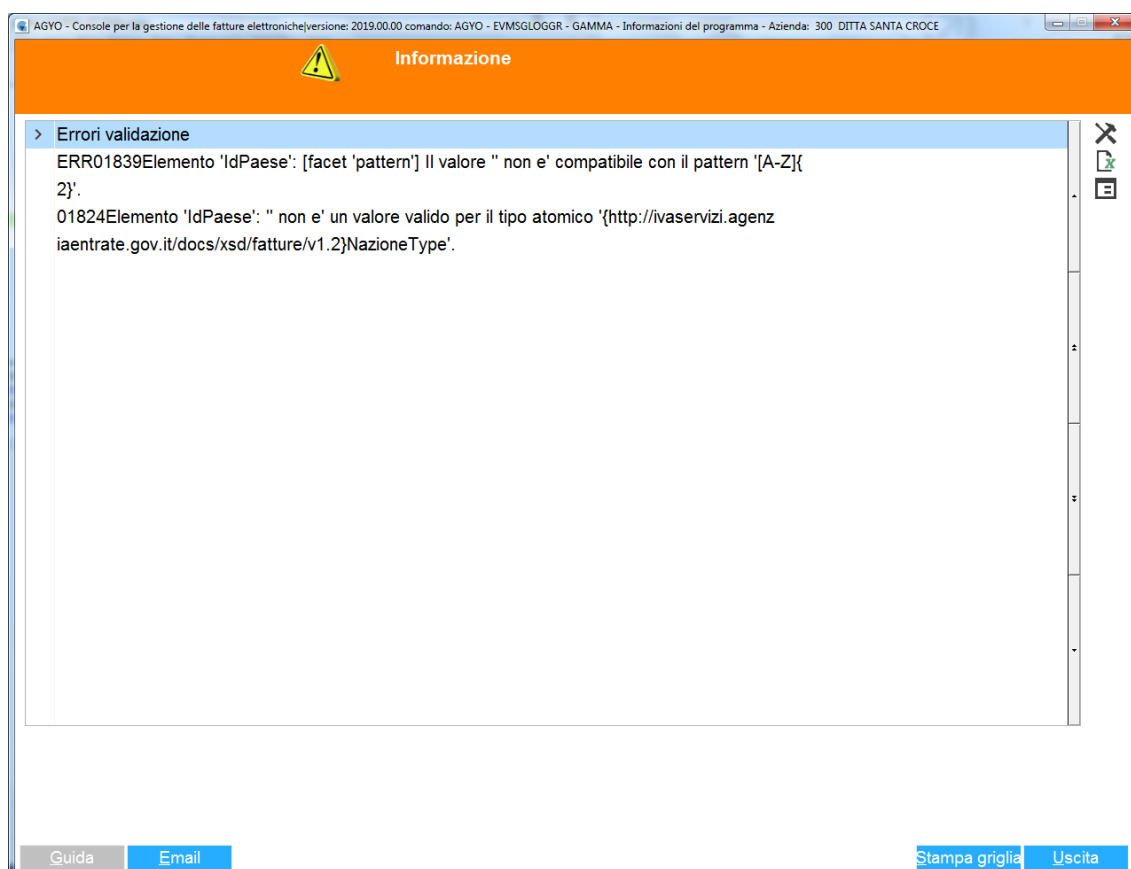 AGYO - Console per la gestione delle fatture elettroniche|versione: 2019.00.00 comando: AGYO - EVMSGLOGGR - GAMMA - Informazioni del programma - Azienda: 300 DITTA SANTA CROCE
Informazione
> Errori validazione
ERR01839Elemento 'IdPaese': [facet 'pattern'] Il valore '' non e' compatibile con il pattern '[A-Z]{
2}'.
01824Elemento 'IdPaese': '' non e' un valore valido per il tipo atomico '{http://ivaservizi.agenz
iaentrate.gov.it/docs/xsd/fatture/v1.2}NazioneType'.
Guida Email Stampa griglia Uscita